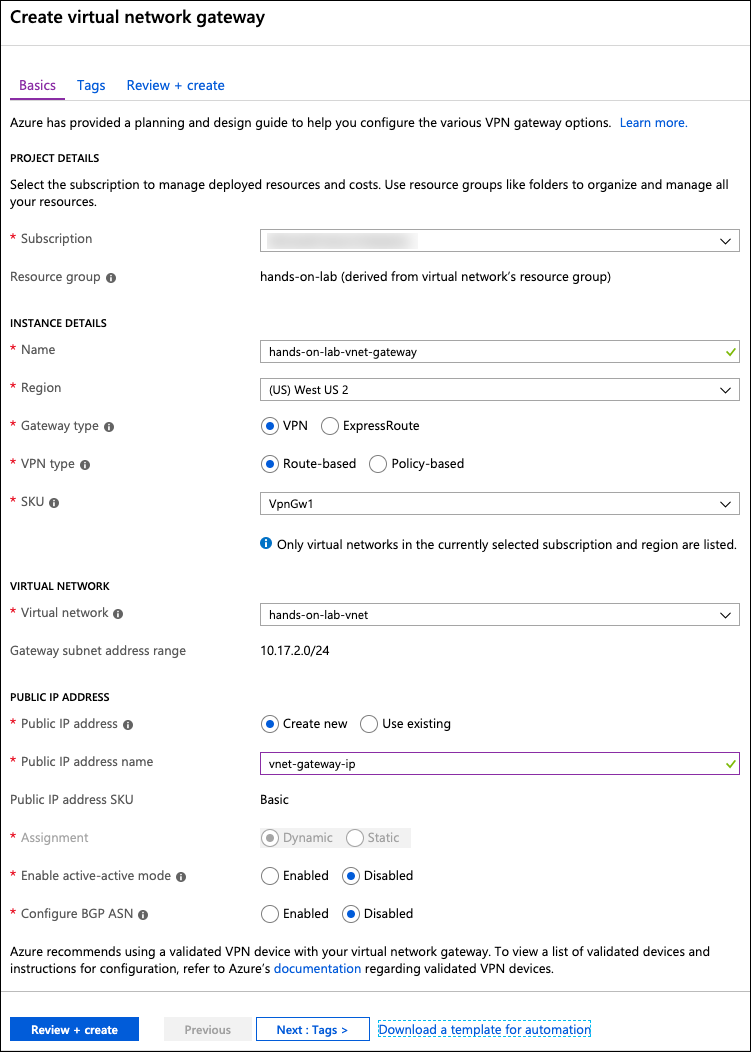 Create virtual network gateway
Basics Tags Review + create
Azure has provided a planning and design guide to help you configure the various VPN gateway options. Learn more.
PROJECT DETAILS
Select the subscription to manage deployed resources and costs. Use resource groups like folders to organize and manage all
your resources.
* Subscription
Resource group hands-on-lab (derived from virtual network's resource group)
INSTANCE DETAILS
* Name hands-on-lab-vnet-gateway
* Region (US) West US 2
* Gateway type VPN ExpressRoute
* VPN type Route-based Policy-based
* SKU VpnGw1
Only virtual networks in the currently selected subscription and region are listed.
VIRTUAL NETWORK
* Virtual network hands-on-lab-vnet
Gateway subnet address range 10.17.2.0/24
PUBLIC IP ADDRESS
* Public IP address Create new Use existing
* Public IP address name vnet-gateway-ip
Public IP address SKU Basic
* Assignment Dynamic Static
* Enable active-active mode Enabled Disabled
* Configure BGP ASN Enabled Disabled
Azure recommends using a validated VPN device with your virtual network gateway. To view a list of validated devices and
instructions for configuration, refer to Azure's documentation regarding validated VPN devices.
Review + create Previous Next : Tags > Download a template for automation